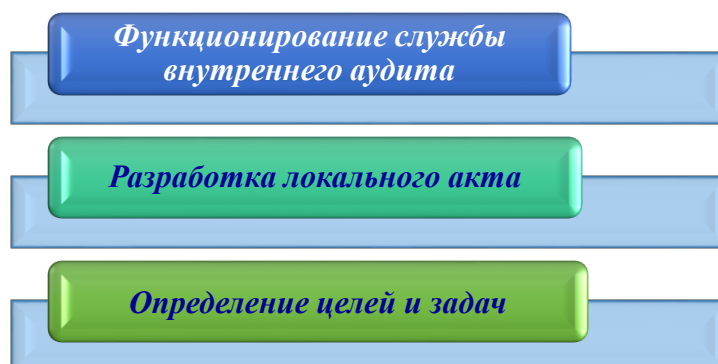 Функционирование службы
внутреннего аудита
Разработка локального акта
Определение целей и задач